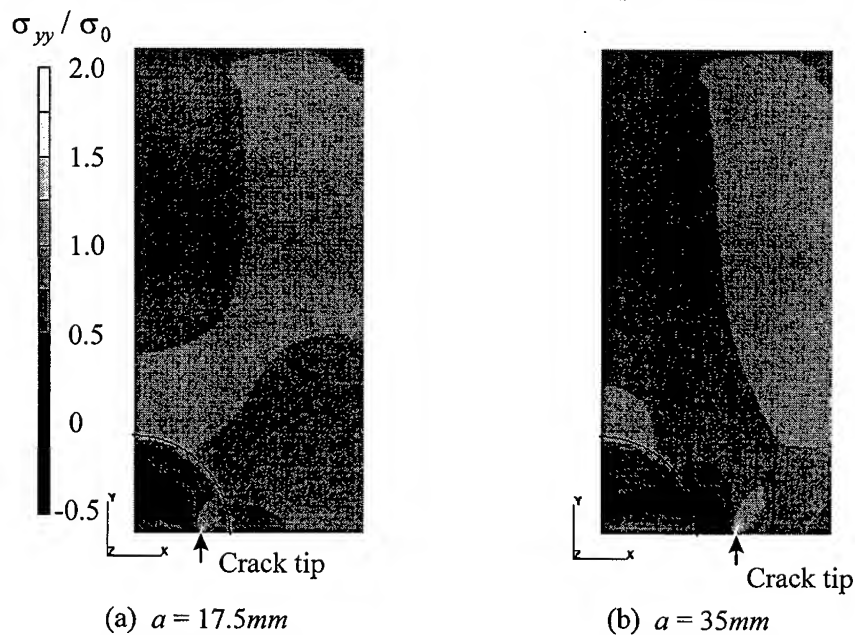 σyy / σ0
2.0
1.5
1.0
0.5
0
-0.5
Y
Z X
Crack tip
(a) a = 17.5mm
Y
Z X
Crack tip
(b) a = 35mm